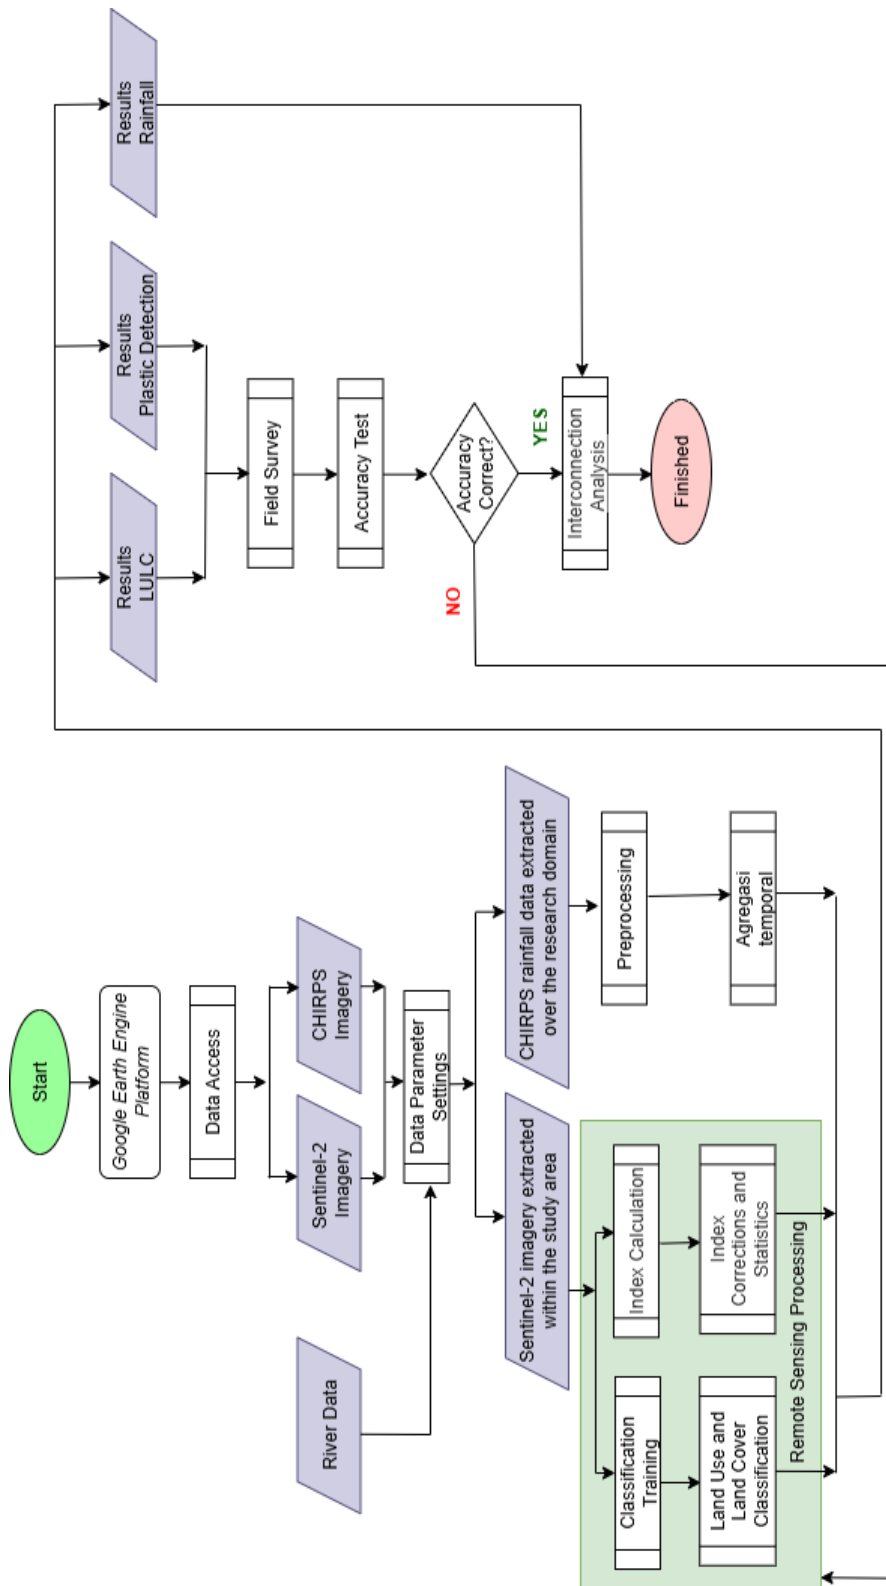 Start
Google Earth Engine
Platform
Data Access
Sentinel-2
Imagery
CHIRPS
Imagery
River Data
Data Parameter
Settings
Sentinel-2 imagery extracted
within the study area
CHIRPS rainfall data extracted
over the research domain
Classification
Training
Index Calculation
Preprocessing
Land Use and
Land Cover
Classification
Index
Corrections and
Statistics
Agregasi
temporal
Remote Sensing Processing
Results
LULC
Results
Plastic Detection
Results
Rainfall
Field Survey
Accuracy Test
Accuracy
Correct?
NO
YES
Interconnection
Analysis
Finished